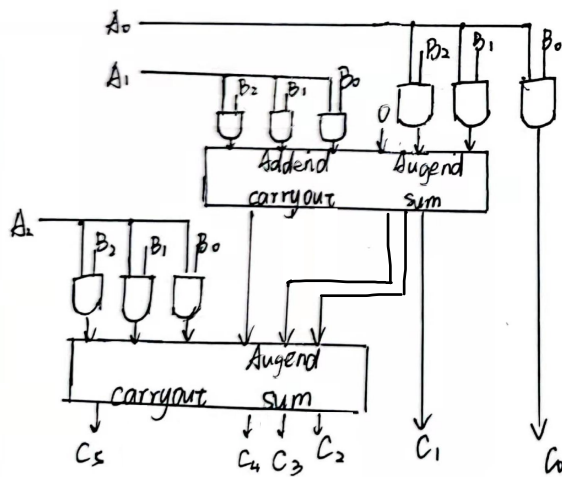 A₀
B₂ B₁ B₀
A₁
B₂ B₁ B₀
0
Addend Augend
carryout sum
A₂
B₂ B₁ B₀
Augend
carryout sum
C₅ C₄ C₃ C₂ C₁ C₀